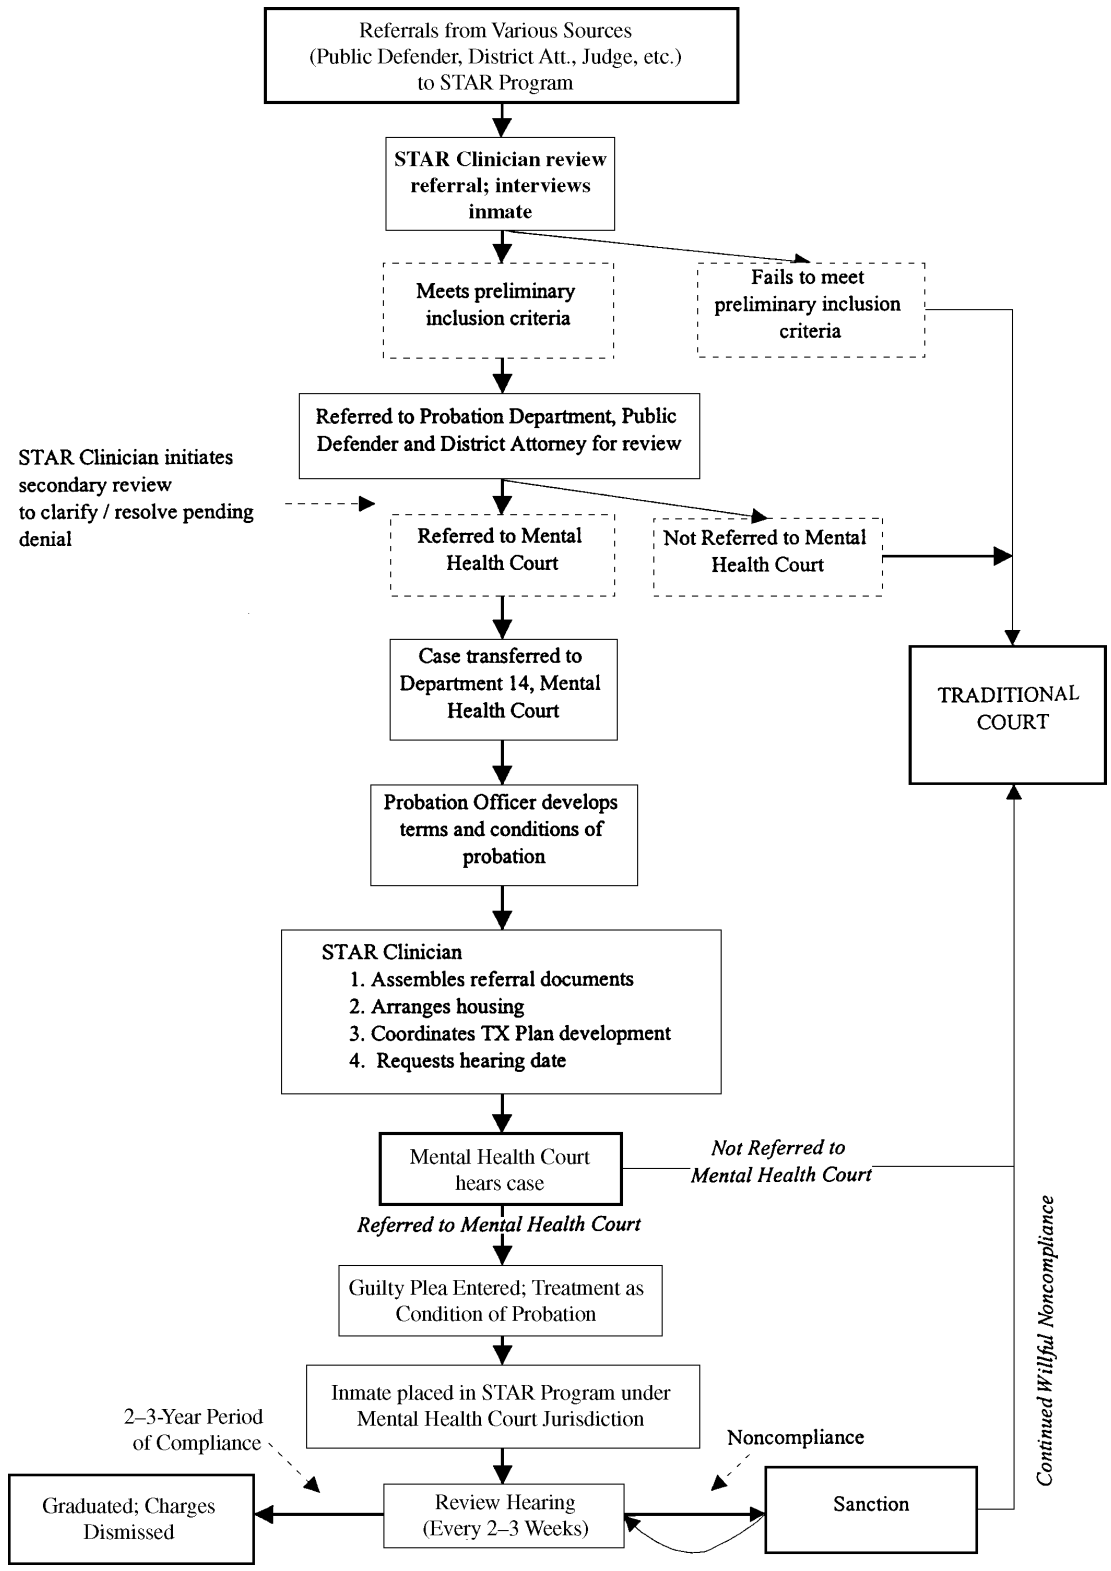 Referrals from Various Sources
(Public Defender, District Att., Judge, etc.)
to STAR Program
STAR Clinician review
referral; interviews
inmate
Meets preliminary
inclusion criteria
Fails to meet
preliminary inclusion
criteria
Referred to Probation Department, Public
Defender and District Attorney for review
STAR Clinician initiates
secondary review
to clarify / resolve pending
denial
Referred to Mental
Health Court
Not Referred to Mental
Health Court
Case transferred to
Department 14, Mental
Health Court
TRADITIONAL
COURT
Probation Officer develops
terms and conditions of
probation
STAR Clinician
1. Assembles referral documents
2. Arranges housing
3. Coordinates TX Plan development
4. Requests hearing date
Mental Health Court
hears case
Not Referred to
Mental Health Court
Referred to Mental Health Court
Guilty Plea Entered; Treatment as
Condition of Probation
Continued Willful Noncompliance
Inmate placed in STAR Program under
Mental Health Court Jurisdiction
2–3-Year Period
of Compliance
Noncompliance
Graduated; Charges
Dismissed
Review Hearing
(Every 2–3 Weeks)
Sanction